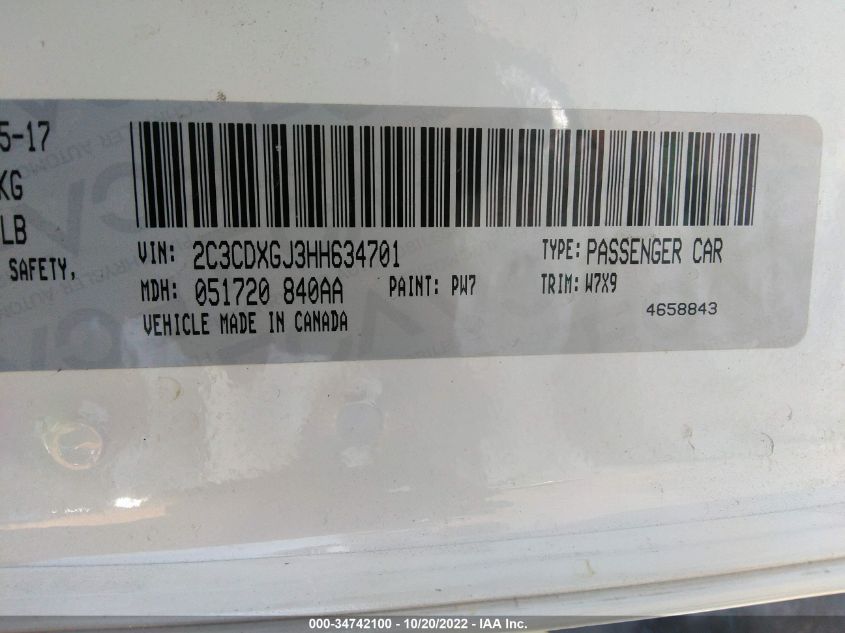 5-17
KG
LB
SAFETY,
VIN: 2C3CDXGJ3HH634701 TYPE: PASSENGER CAR
MDH: 051720 840AA PAINT: PW7 TRIM: W7X9
VEHICLE MADE IN CANADA 4658843
000-34742100 - 10/20/2022 - IAA Inc.